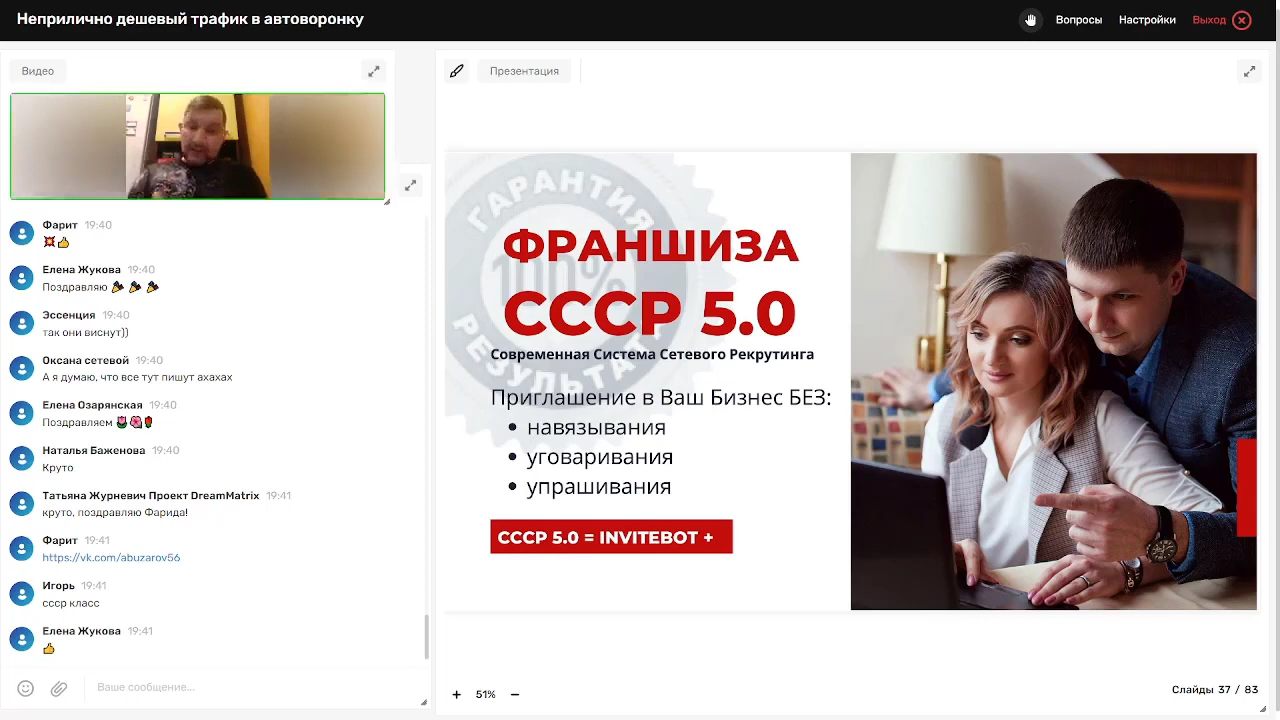 Неприлично дешевый трафик в автоворонку
Вопросы
Настройки
Выход
Видео
Фарит 19:40
Елена Жукова 19:40
Поздравляю
Эссенция 19:40
так они виснут))
Оксана сетевой 19:40
А я думаю, что все тут пишут ахахах
Елена Озарянская 19:40
Поздравляем
Наталья Баженова 19:40
Круто
Татьяна Журневич Проект DreamMatrix 19:41
круто, поздравляю Фарида!
Фарит 19:41
https://vk.com/abuzarov56
Игорь 19:41
ссср класс
Елена Жукова 19:41
Ваше сообщение...
Презентация
ГАРАНТИЯ
100%
РЕЗУЛЬТАТА
ФРАНШИЗА
СССР 5.0
Современная Система Сетевого Рекрутинга
Приглашение в Ваш Бизнес БЕЗ:
• навязывания
• уговаривания
• упрашивания
СССР 5.0 = INVITEBOT +
+ 51% −
Слайды 37 / 83